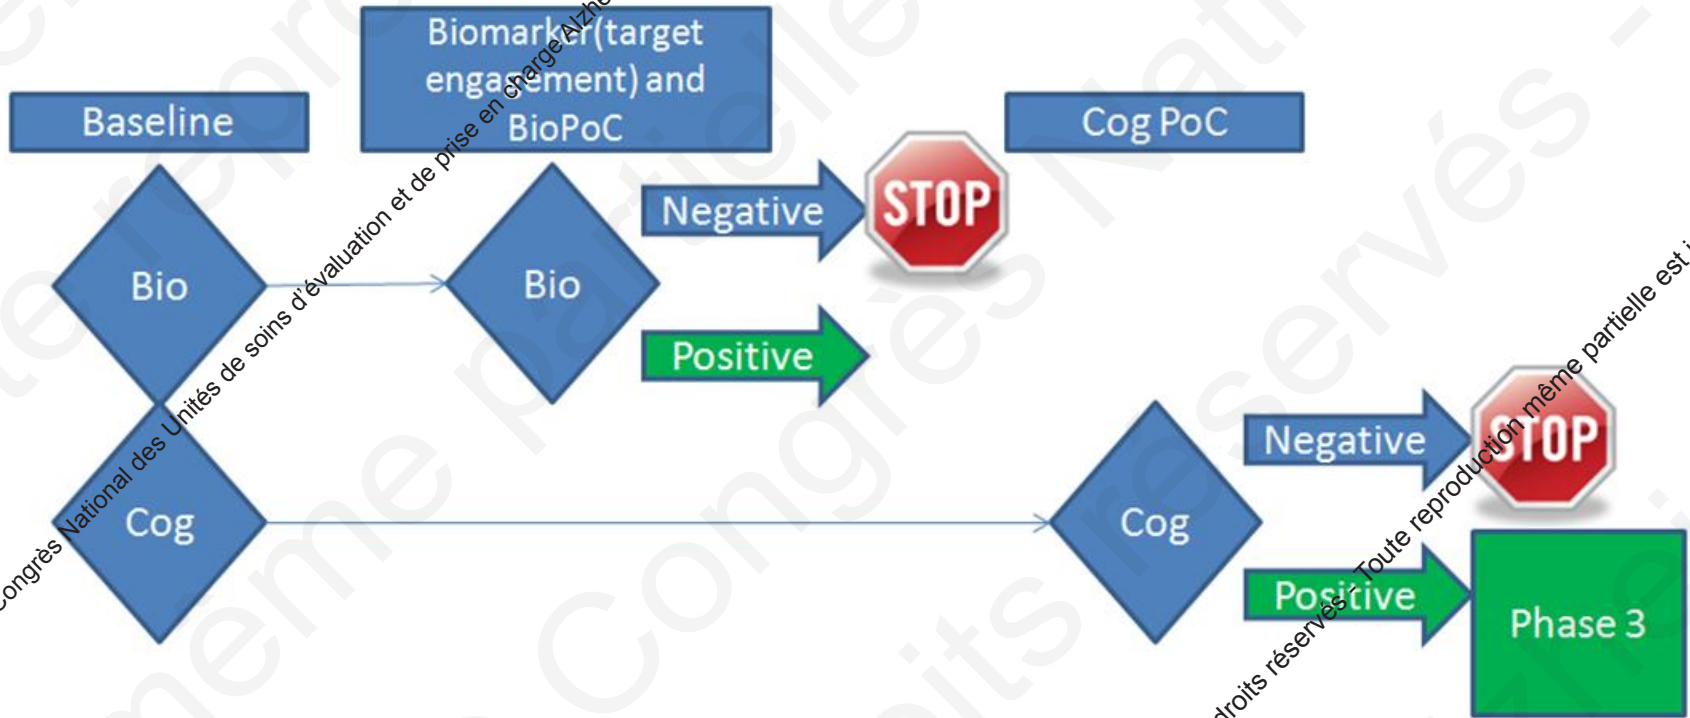 Baseline
Biomarker(target
engagement) and
BioPoC
Cog PoC
Negative
STOP
Bio
Bio
Positive
Negative
STOP
Cog
Cog
Positive
Phase 3
Congrès National des Unités de soins d'évaluation et de prise en charge
droits réservés - Toute reproduction même partielle est